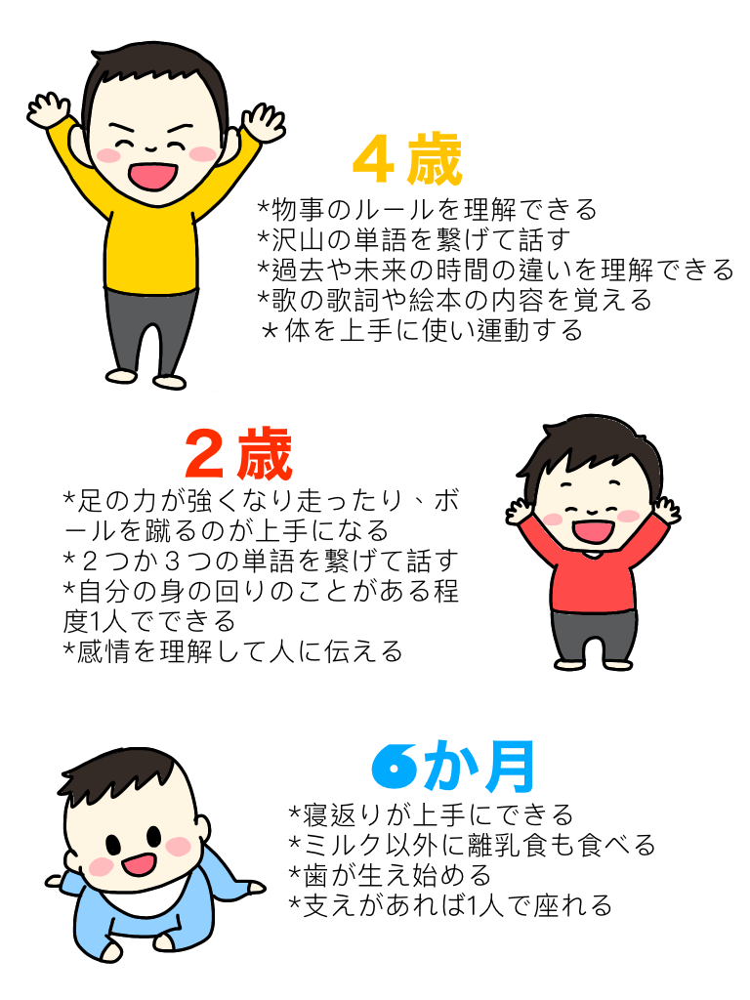 ４歳
*物事のルールを理解できる
*沢山の単語を繋げて話す
*過去や未来の時間の違いを理解できる
*歌の歌詞や絵本の内容を覚える
＊体を上手に使い運動する
２歳
*足の力が強くなり走ったり、ボ
ールを蹴るのが上手になる
*２つか３つの単語を繋げて話す
*自分の身の回りのことがある程
度1人でできる
*感情を理解して人に伝える
6か月
*寝返りが上手にできる
*ミルク以外に離乳食も食べる
*歯が生え始める
*支えがあれば1人で座れる